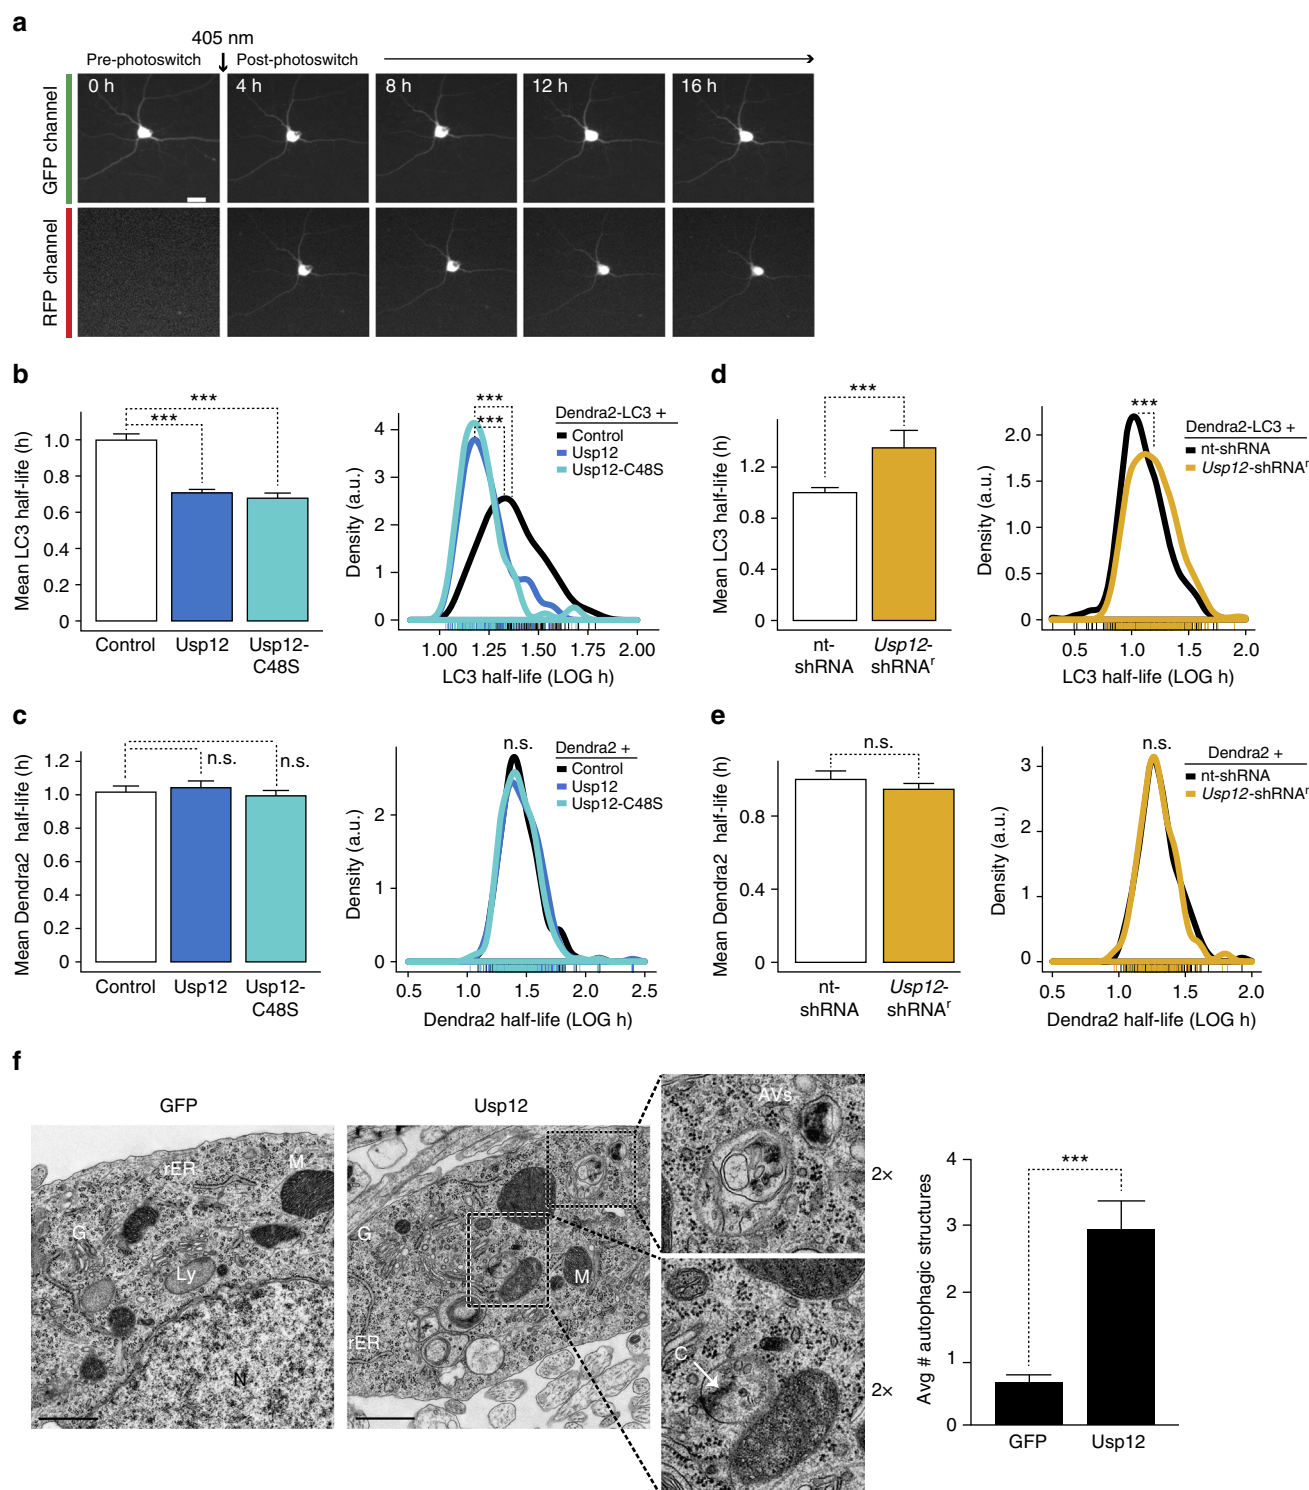 a
405 nm
Pre-photoswitch
Post-photoswitch
GFP channel
0 h
4 h
8 h
12 h
16 h
RFP channel
b
Mean LC3 half-life (h)
1.0
0.8
0.6
0.4
0.2
0
***
***
Control
Usp12
Usp12-
C48S
Density (a.u.)
4
3
2
1
0
***
***
Dendra2-LC3 +
Control
Usp12
Usp12-C48S
1.00
1.25
1.50
1.75
2.00
LC3 half-life (LOG h)
d
Mean LC3 half-life (h)
1.2
0.8
0.4
0
***
nt-
shRNA
Usp12-
shRNAʳ
Density (a.u.)
2.0
1.5
1.0
0.5
0
***
Dendra2-LC3 +
nt-shRNA
Usp12-shRNAʳ
0.5
1.0
1.5
2.0
LC3 half-life (LOG h)
c
Mean Dendra2 half-life (h)
1.2
1.0
0.8
0.6
0.4
0.2
0
n.s.
n.s.
Control
Usp12
Usp12-
C48S
Density (a.u.)
2
1
0
n.s.
Dendra2 +
Control
Usp12
Usp12-C48S
0.5
1.0
1.5
2.0
2.5
Dendra2 half-life (LOG h)
e
Mean Dendra2 half-life (h)
0.8
0.4
0
n.s.
nt-
shRNA
Usp12-
shRNAʳ
Density (a.u.)
3
2
1
0
n.s.
Dendra2 +
nt-shRNA
Usp12-shRNAʳ
0.5
1.0
1.5
2.0
Dendra2 half-life (LOG h)
f
GFP
rER
M
G
Ly
N
Usp12
G
M
rER
AVs
2×
C
2×
Avg # autophagic structures
4
3
2
1
0
***
GFP
Usp12